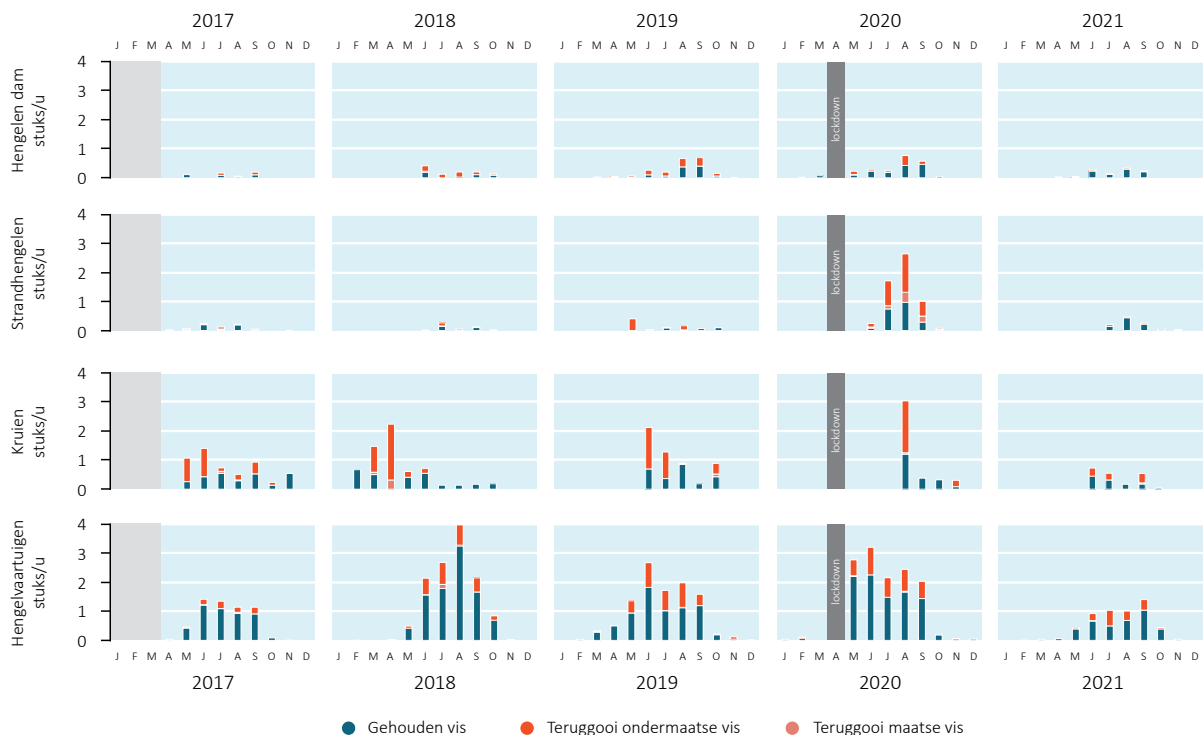 2017 2018 2019 2020 2021
J F M A M J J A S O N D J F M A M J J A S O N D J F M A M J J A S O N D J F M A M J J A S O N D J F M A M J J A S O N D
Hengelen dam
stuks/u
4
3
2
1
0
lockdown
Strandhengelen
stuks/u
4
3
2
1
0
lockdown
Kruien
stuks/u
4
3
2
1
0
lockdown
Hengelvaartuigen
stuks/u
4
3
2
1
0
lockdown
J F M A M J J A S O N D J F M A M J J A S O N D J F M A M J J A S O N D J F M A M J J A S O N D J F M A M J J A S O N D
2017 2018 2019 2020 2021
Gehouden vis Teruggooi ondermaatse vis Teruggooi maatse vis